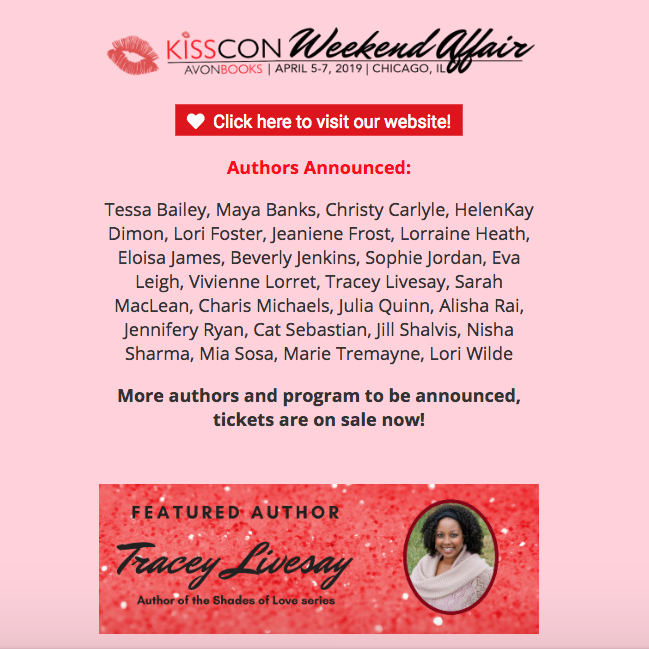 KISSCON Weekend Affair
AVONBOOKS | APRIL 5-7, 2019 | CHICAGO, IL
Click here to visit our website!
Authors Announced:
Tessa Bailey, Maya Banks, Christy Carlyle, HelenKay
Dimon, Lori Foster, Jeaniene Frost, Lorraine Heath,
Eloisa James, Beverly Jenkins, Sophie Jordan, Eva
Leigh, Vivienne Lorret, Tracey Livesay, Sarah
MacLean, Charis Michaels, Julia Quinn, Alisha Rai,
Jennifery Ryan, Cat Sebastian, Jill Shalvis, Nisha
Sharma, Mia Sosa, Marie Tremayne, Lori Wilde
More authors and program to be announced,
tickets are on sale now!
FEATURED AUTHOR
Tracey Livesay
Author of the Shades of Love series